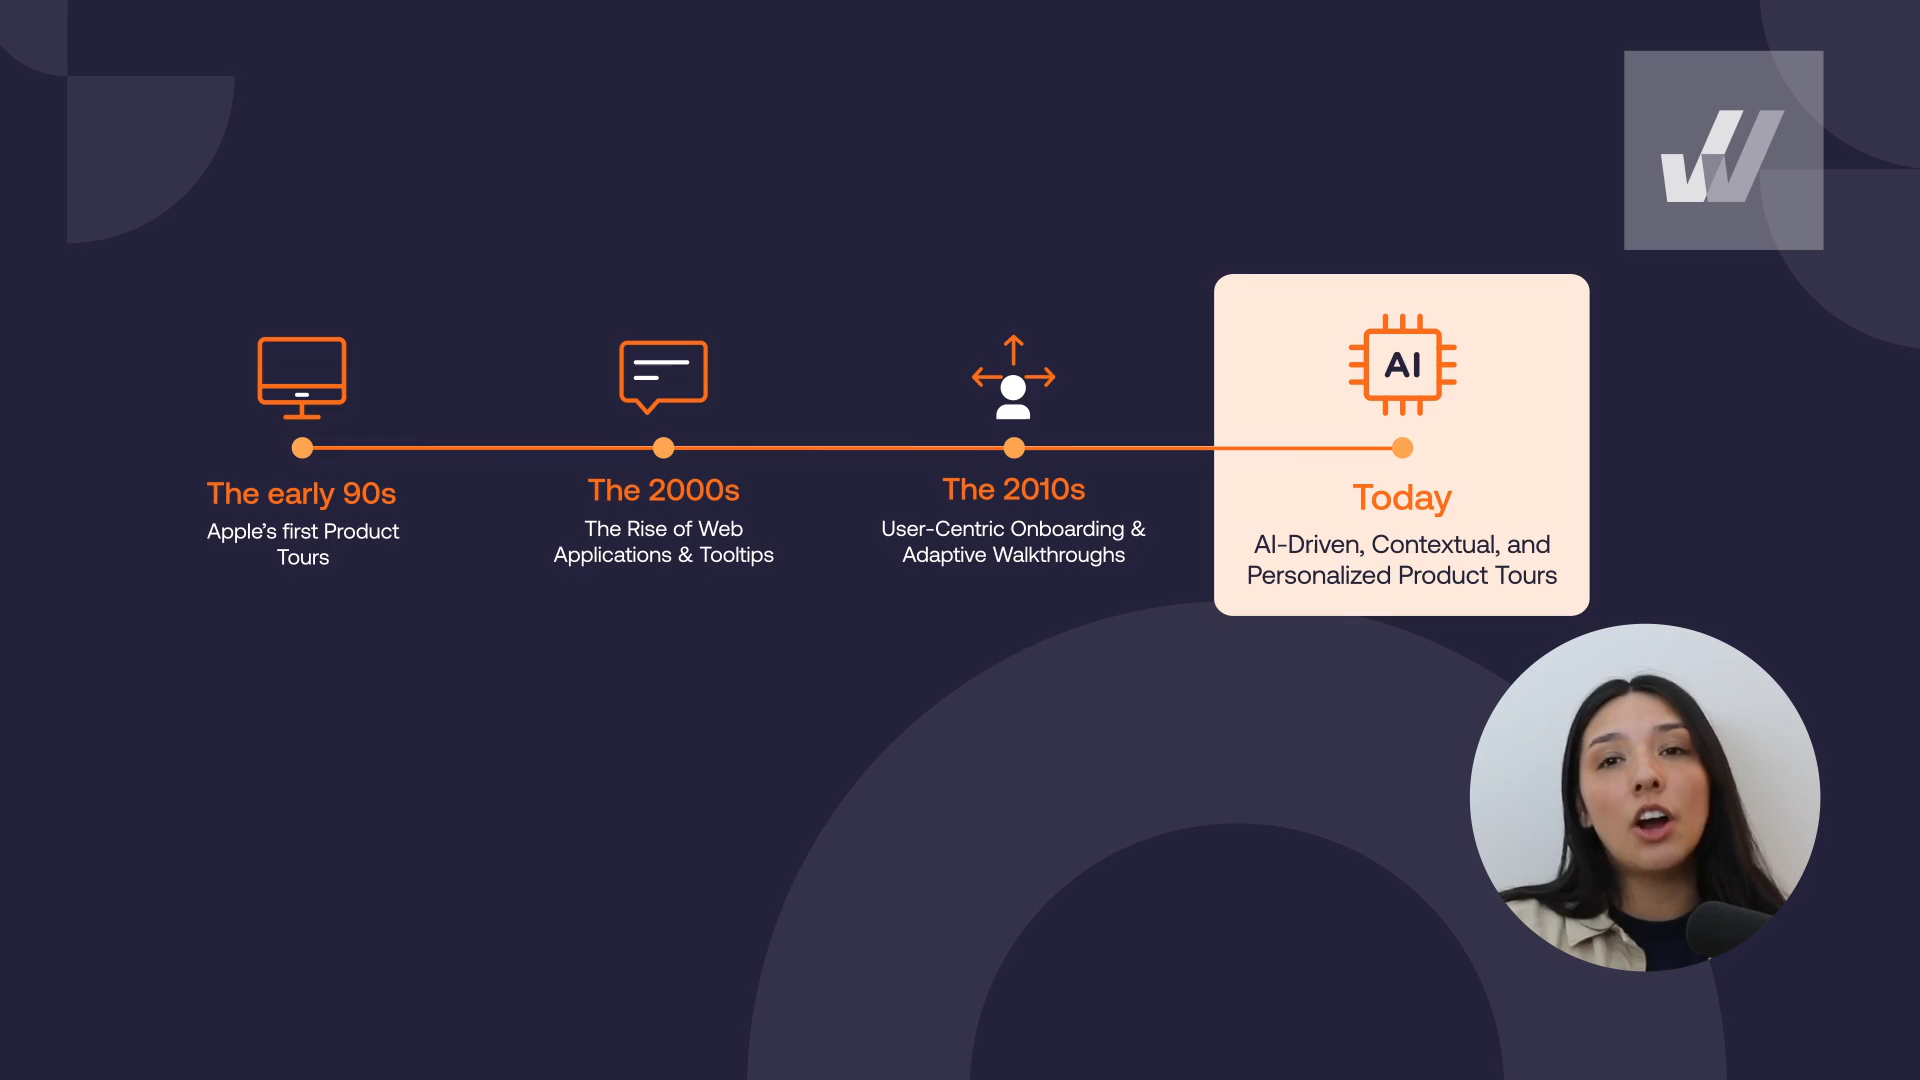 AI
The early 90s
Apple’s first Product
Tours
The 2000s
The Rise of Web
Applications & Tooltips
The 2010s
User-Centric Onboarding &
Adaptive Walkthroughs
Today
AI-Driven, Contextual, and
Personalized Product Tours